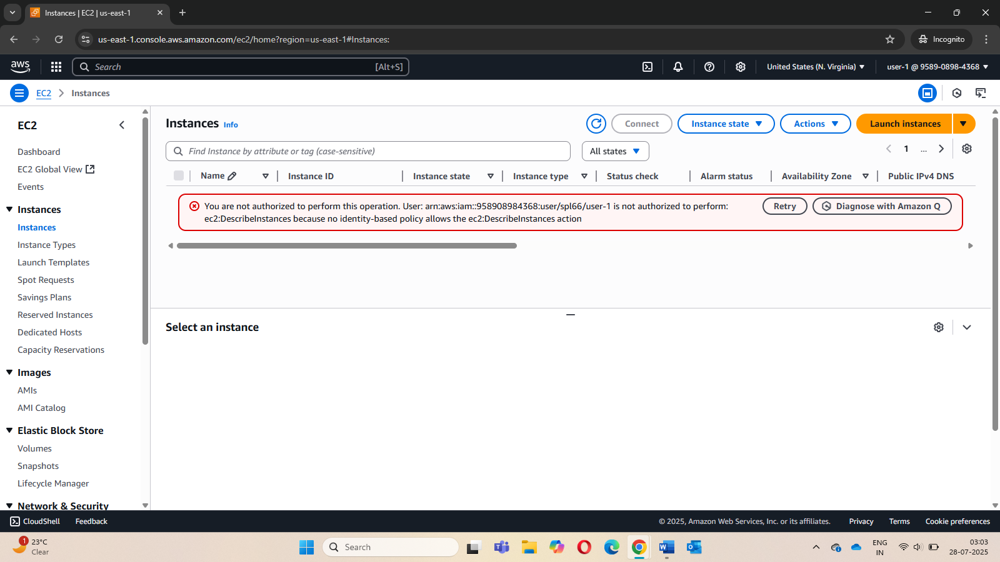 Instances | EC2 | us-east-1
us-east-1.console.aws.amazon.com/ec2/home?region=us-east-1#Instances:
Incognito
aws
Search
[Alt+S]
United States (N. Virginia)
user-1 @ 9589-0898-4368
EC2
Instances
EC2
Dashboard
EC2 Global View
Events
Instances
Instances
Instance Types
Launch Templates
Spot Requests
Savings Plans
Reserved Instances
Dedicated Hosts
Capacity Reservations
Images
AMIs
AMI Catalog
Elastic Block Store
Volumes
Snapshots
Lifecycle Manager
Network & Security
Instances Info
Connect
Instance state
Actions
Launch instances
Find Instance by attribute or tag (case-sensitive)
All states
1
...
Name
Instance ID
Instance state
Instance type
Status check
Alarm status
Availability Zone
Public IPv4 DNS
You are not authorized to perform this operation. User: arn:aws:iam::958908984368:user/spl66/user-1 is not authorized to perform:
ec2:DescribeInstances because no identity-based policy allows the ec2:DescribeInstances action
Retry
Diagnose with Amazon Q
Select an instance
CloudShell
Feedback
© 2025, Amazon Web Services, Inc. or its affiliates.
Privacy
Terms
Cookie preferences
1
23°C
Clear
Search
ENG
IN
03:03
28-07-2025